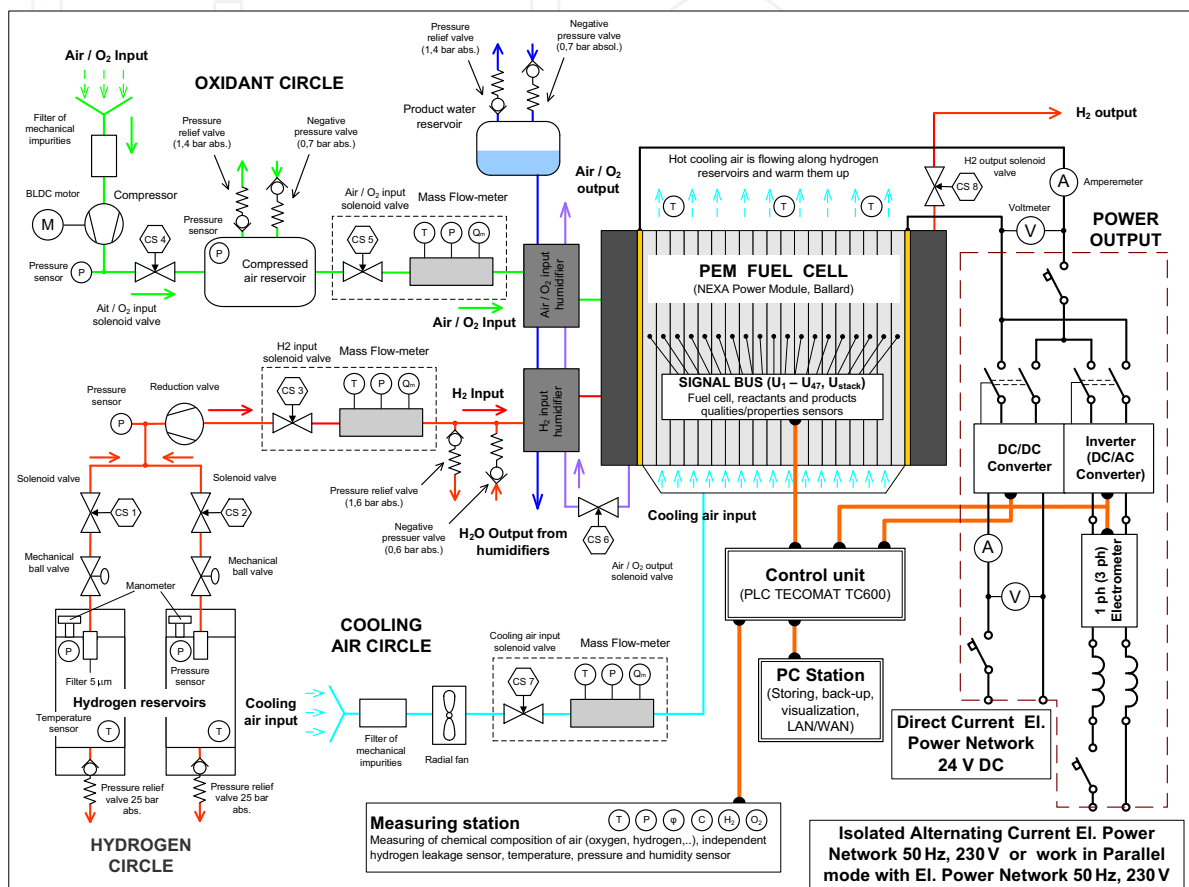 Air / O₂ Input
OXIDANT CIRCLE
Filter of
mechanical
impurities
BLDC motor
M
Compressor
Pressure
sensor
P
CS 4
Ait / O₂ input
solenoid valve
Pressure
relief valve
(1,4 bar abs.)
Negative
pressure valve
(0,7 bar abs.)
Pressure
sensor
P
Compressed
air reservoir
Air / O₂ input
solenoid valve
CS 5
Mass Flow-meter
T P Qm
Air / O₂ Input
Pressure
relief valve
(1,4 bar abs.)
Negative
pressure valve
(0,7 bar absol.)
Product water
reservoir
Air / O₂
output
Air / O₂ input
humidifier
H₂ input
humidifier
Hot cooling air is flowing along hydrogen
reservoirs and warm them up
T T T
H₂ output
H2 output solenoid
valve
CS 8
A
Amperemeter
Voltmeter
V
POWER
OUTPUT
PEM FUEL CELL
(NEXA Power Module, Ballard)
SIGNAL BUS (U₁ – U₄₇, Ustack)
Fuel cell, reactants and products
qualities/properties sensors
Cooling air input
H2 input
solenoid valve
CS 3
Mass Flow-meter
T P Qm
H₂ Input
Pressure
sensor
P
Reduction valve
Pressure relief valve
(1,6 bar abs.)
Negative
pressuer valve
(0,6 bar abs.)
H₂O Output from
humidifiers
CS 6
Air / O₂ output
solenoid valve
Solenoid valve
CS 1
Solenoid valve
CS 2
Mechanical
ball valve
Mechanical
ball valve
Manometer
P
P
Filter 5 µm
Pressure
sensor
Hydrogen reservoirs
Temperature
sensor
T
T
Pressure relief
valve 25 bar
abs.
Pressure relief
valve 25 bar
abs.
HYDROGEN
CIRCLE
COOLING
AIR CIRCLE
Cooling
air input
Filter of
mechanical
impurities
Radial fan
Cooling air input
solenoid valve
CS 7
Mass Flow-meter
T P Qm
Control unit
(PLC TECOMAT TC600)
PC Station
(Storing, back-up,
visualization,
LAN/WAN)
DC/DC
Converter
Inverter
(DC/AC
Converter)
A
V
1 ph (3 ph)
Electrometer
Direct Current El.
Power Network
24 V DC
Measuring station
T P φ C H₂ O₂
Measuring of chemical composition of air (oxygen, hydrogen,..), independent
hydrogen leakage sensor, temperature, pressure and humidity sensor
Isolated Alternating Current El. Power
Network 50 Hz, 230 V or work in Parallel
mode with El. Power Network 50 Hz, 230 V